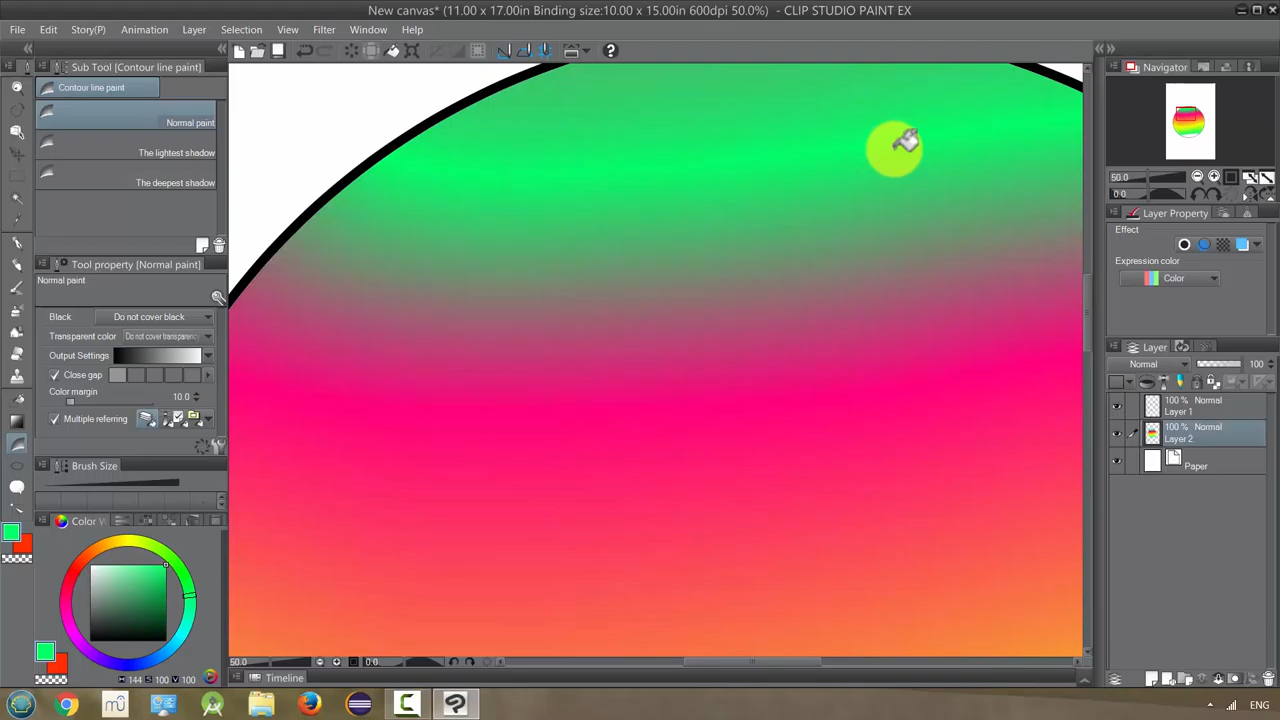 New canvas* (11.00 x 17.00in Binding size:10.00 x 15.00in 600dpi 50.0%) - CLIP STUDIO PAINT EX
File Edit Story(P) Animation Layer Selection View Filter Window Help
Sub Tool [Contour line paint]
Contour line paint
Normal paint
The lightest shadow
The deepest shadow
Tool property [Normal paint]
Normal paint
Black Do not cover black
Transparent color Do not cover transparenc
Output Settings
Close gap
Color margin
10.0
Multiple referring
Brush Size
Color
H 144 S 100 V 100
50.0 0.0
Timeline
Navigator
50.0
0.0
Layer Property
Effect
Expression color
Color
Layer
Normal 100
100 % Normal
Layer 1
100 % Normal
Layer 2
Paper
ENG